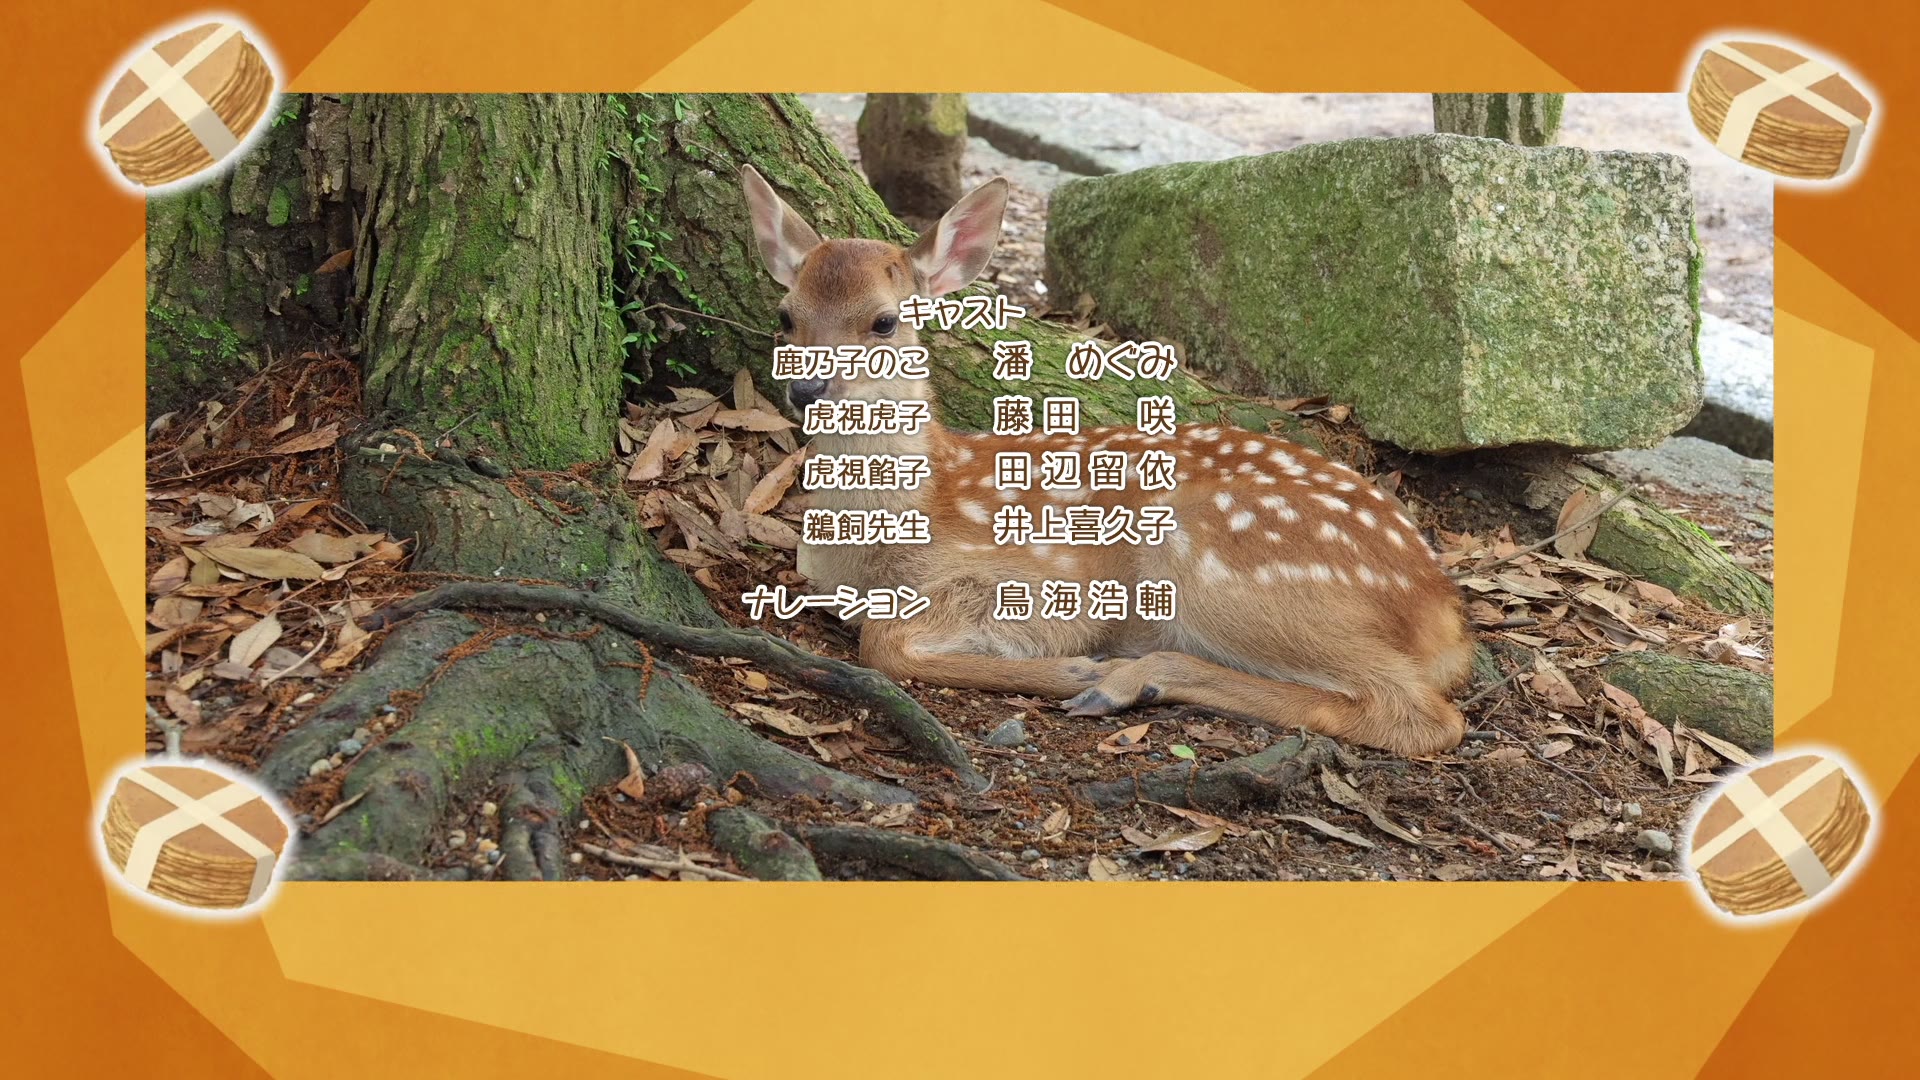 キャスト
鹿乃子のこ 潘 めぐみ
虎視虎子 藤田 咲
虎視餡子 田辺留依
鵜飼先生 井上喜久子
ナレーション 鳥海浩輔